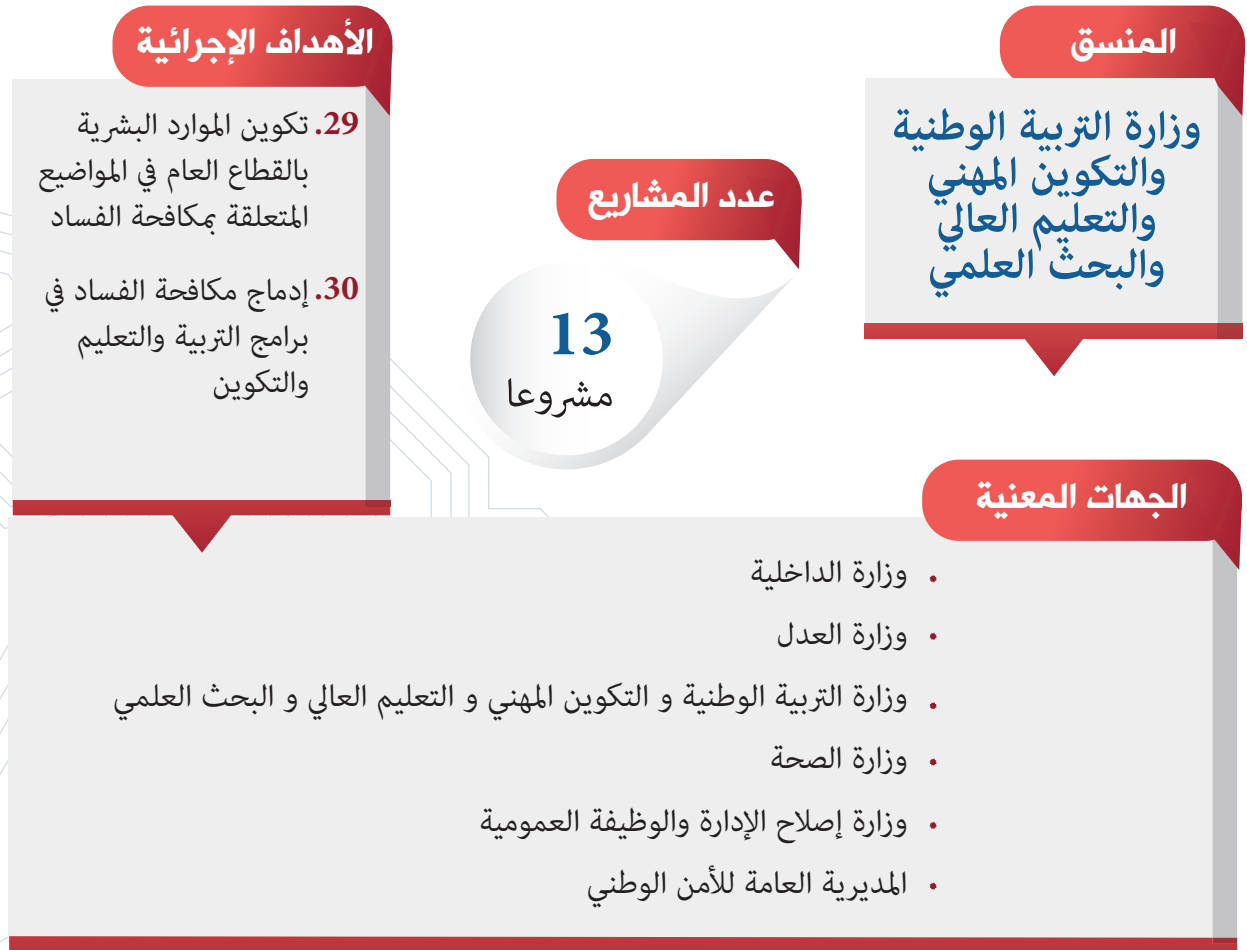 المنسق
وزارة التربية الوطنية
والتكوين المهني
والتعليم العالي
والبحث العلمي
عدد المشاريع
13
مشروعا
الأهداف الإجرائية
29. تكوين الموارد البشرية
بالقطاع العام في المواضيع
المتعلقة بمكافحة الفساد
30. إدماج مكافحة الفساد في
برامج التربية والتعليم
والتكوين
الجهات المعنية
• وزارة الداخلية
• وزارة العدل
• وزارة التربية الوطنية و التكوين المهني و التعليم العالي و البحث العلمي
• وزارة الصحة
• وزارة إصلاح الإدارة والوظيفة العمومية
• المديرية العامة للأمن الوطني